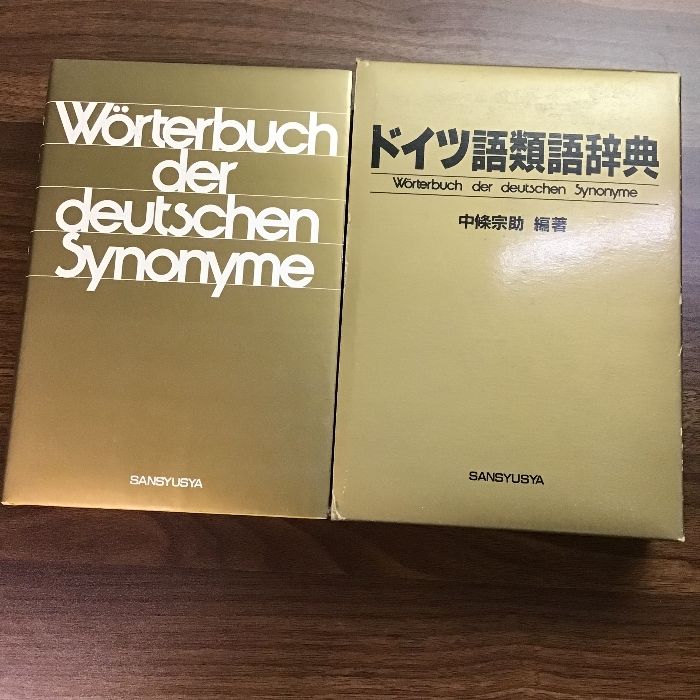 Wörterbuch
der
deutschen
Synonyme
SANSYUSYA
ドイツ語類語辞典
Wörterbuch der deutschen Synonyme
中條宗助 編著
SANSYUSYA